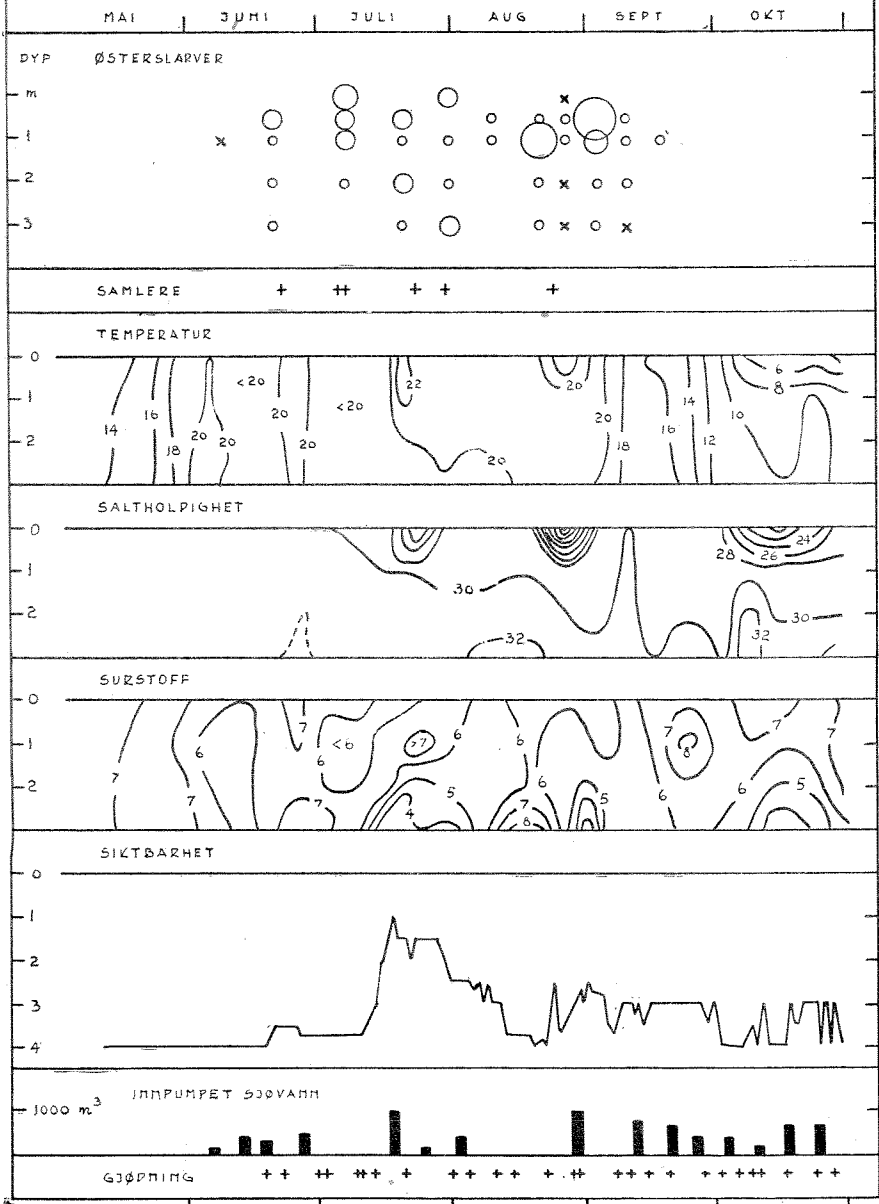 MAI JUNI JULI AUG SEPT OKT
DYP ØSTERSLARVER
m
1
2
3
SAMLERE
TEMPERATUR
0
1
2
14 16 18 20 20 <20 20 20 <20 22 20 20 20 18 16 14 12 10 6 8
SALTHOLDIGHET
0
1
2
30 32 28 26 24 30 32
SURSTOFF
0
1
2
7 6 7 7 7 6 <6 >7 4 5 6 6 7 8 6 5 6 7 8 6 7 5 7
SIKTBARHET
0
1
2
3
4
INNPUMPET SJØVANN
1000 m³
GJØDNING